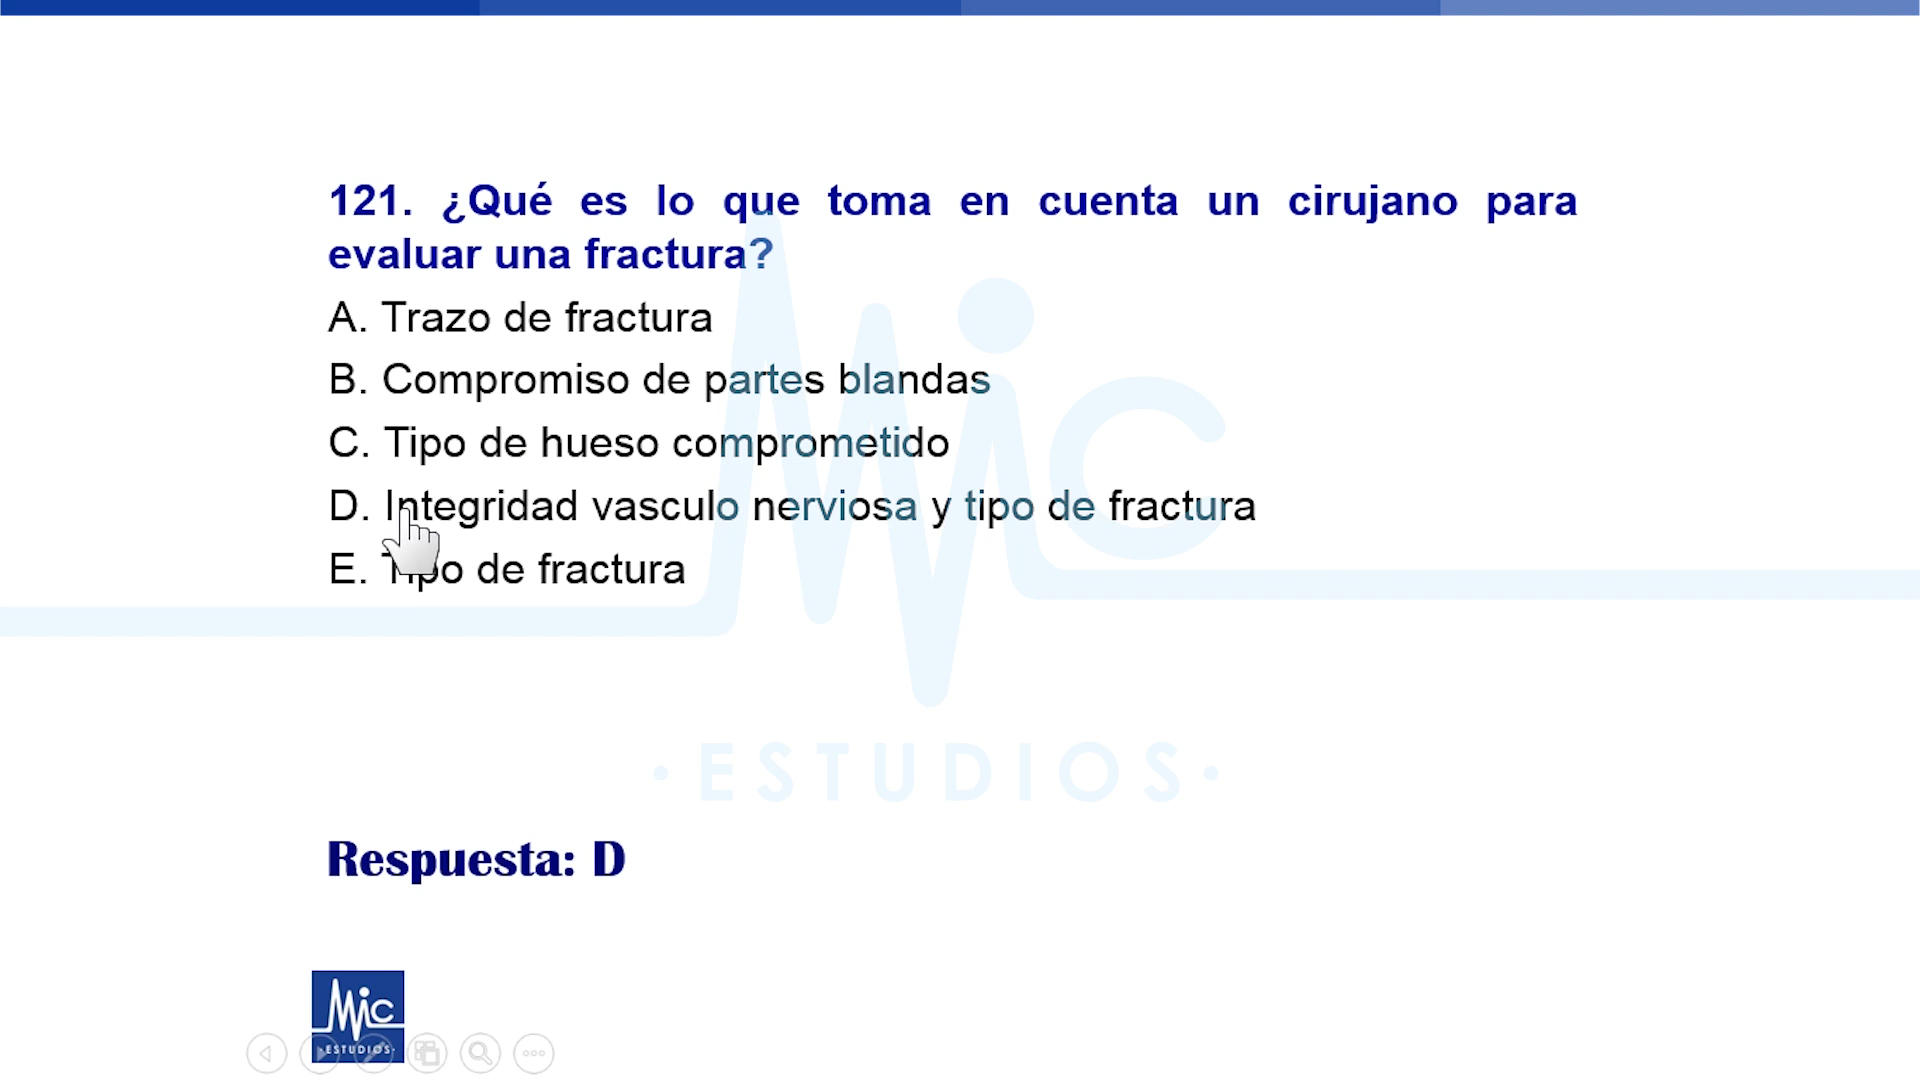 121. ¿Qué es lo que toma en cuenta un cirujano para
evaluar una fractura?
A. Trazo de fractura
B. Compromiso de partes blandas
C. Tipo de hueso comprometido
D. Integridad vasculo nerviosa y tipo de fractura
E. Tipo de fractura
MiC
· ESTUDIOS ·
Respuesta: D
MiC
·ESTUDIOS·